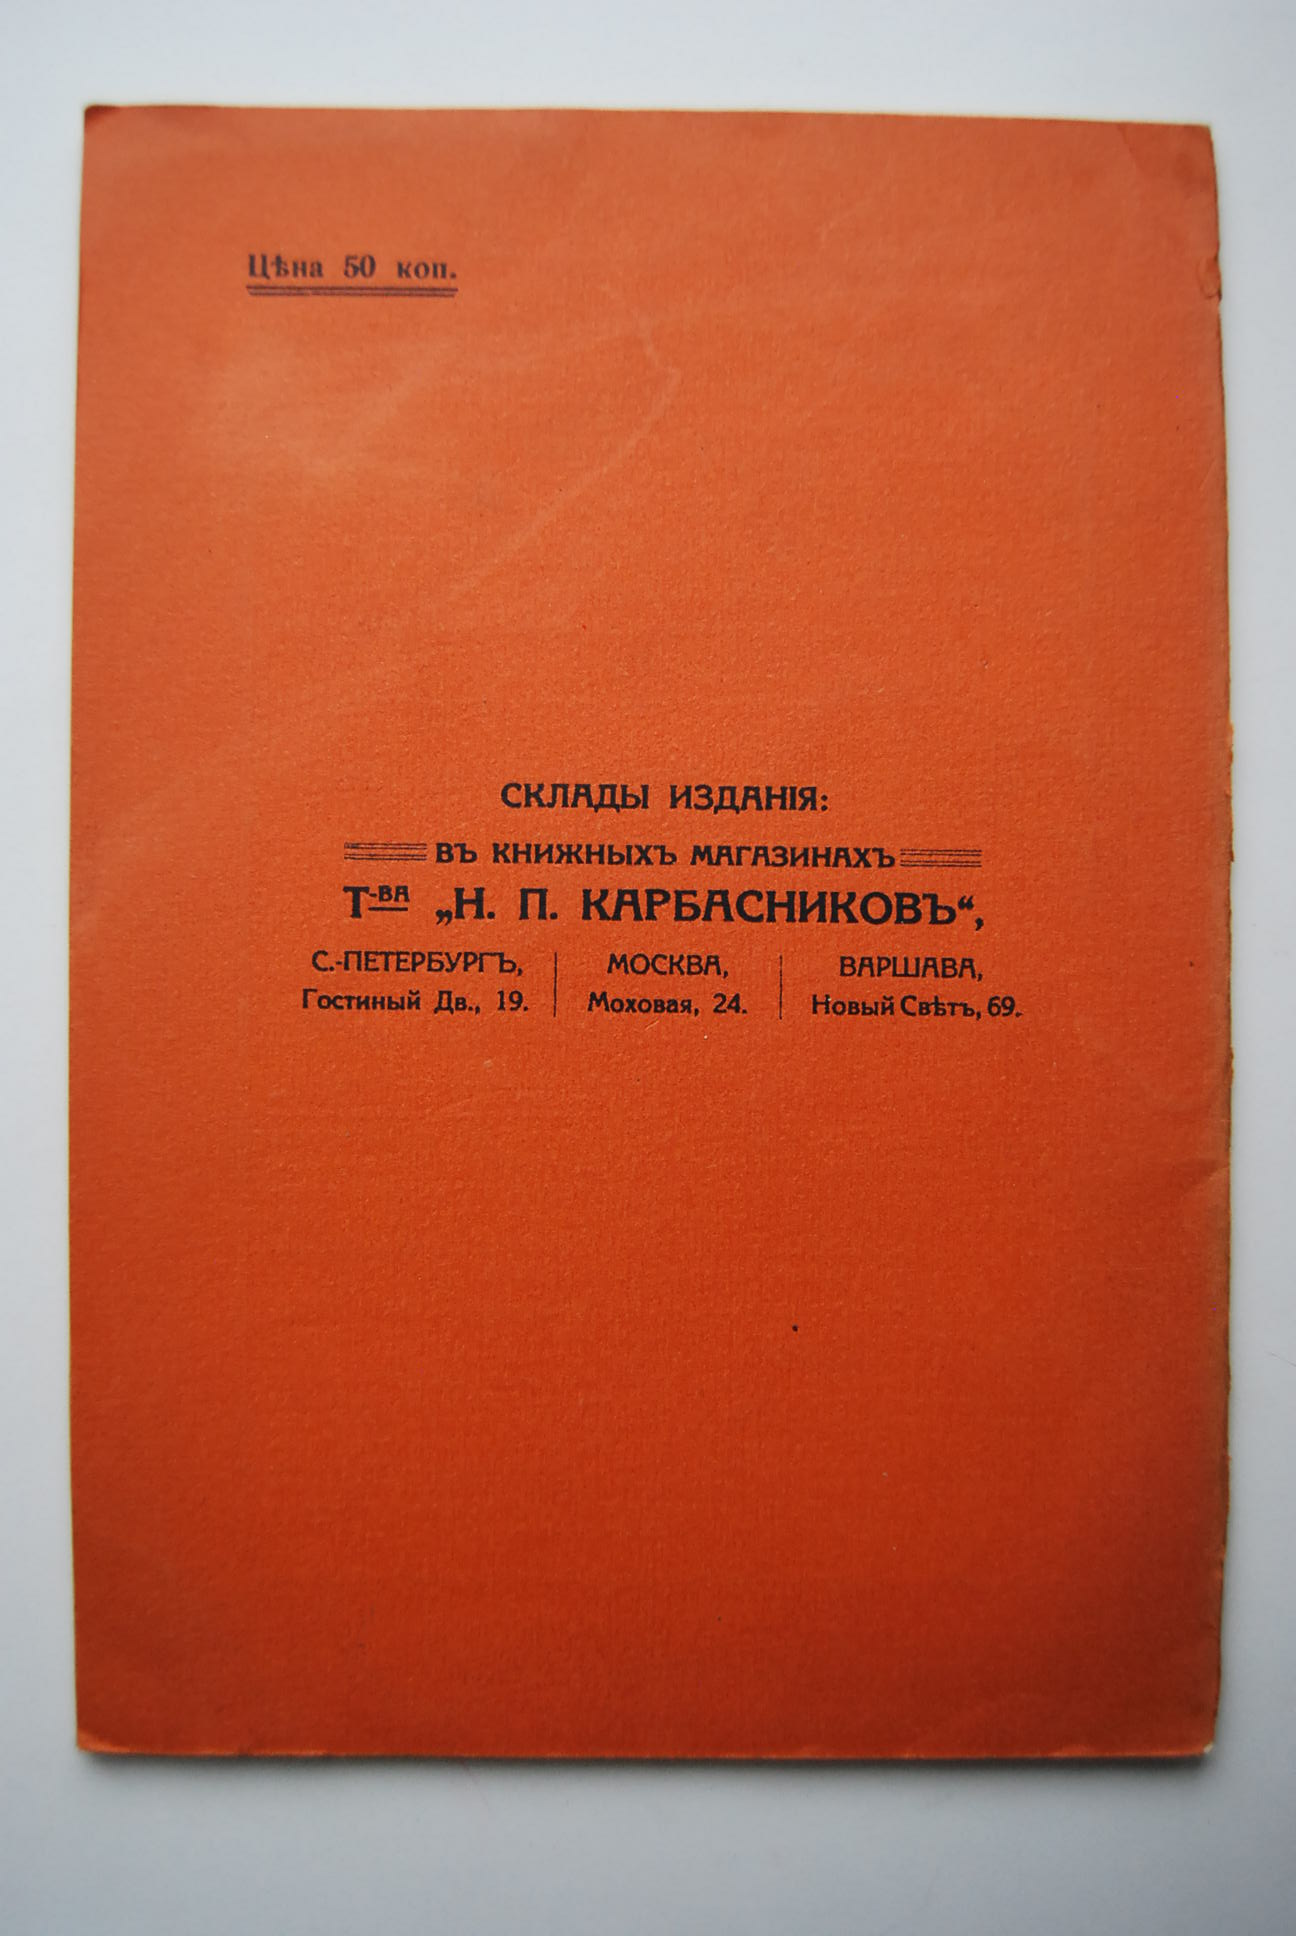 Цѣна 50 коп.
СКЛАДЫ ИЗДАНІЯ:
ВЪ КНИЖНЫХЪ МАГАЗИНАХЪ
Т-ва „Н. П. КАРБАСНИКОВЪ“,
С.-ПЕТЕРБУРГЪ, МОСКВА, ВАРШАВА,
Гостиный Дв., 19. Моховая, 24. Новый Свѣтъ, 69.